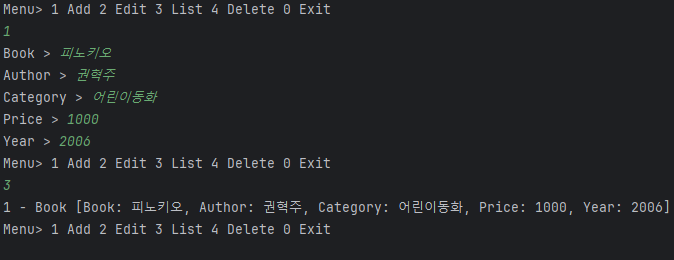 Menu> 1 Add 2 Edit 3 List 4 Delete 0 Exit
1
Book > 피노키오
Author > 권혁주
Category > 어린이동화
Price > 1000
Year > 2006
Menu> 1 Add 2 Edit 3 List 4 Delete 0 Exit
3
1 - Book [Book: 피노키오, Author: 권혁주, Category: 어린이동화, Price: 1000, Year: 2006]
Menu> 1 Add 2 Edit 3 List 4 Delete 0 Exit